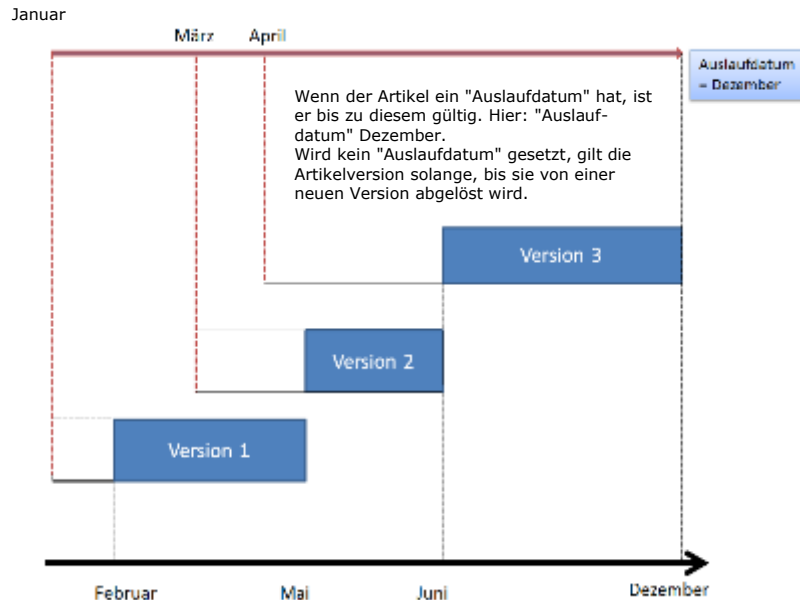 Januar
März April
Auslaufdatum
= Dezember
Wenn der Artikel ein "Auslaufdatum" hat, ist
er bis zu diesem gültig. Hier: "Auslauf-
datum" Dezember.
Wird kein "Auslaufdatum" gesetzt, gilt die
Artikelversion solange, bis sie von einer
neuen Version abgelöst wird.
Version 3
Version 2
Version 1
Februar Mai Juni Dezember